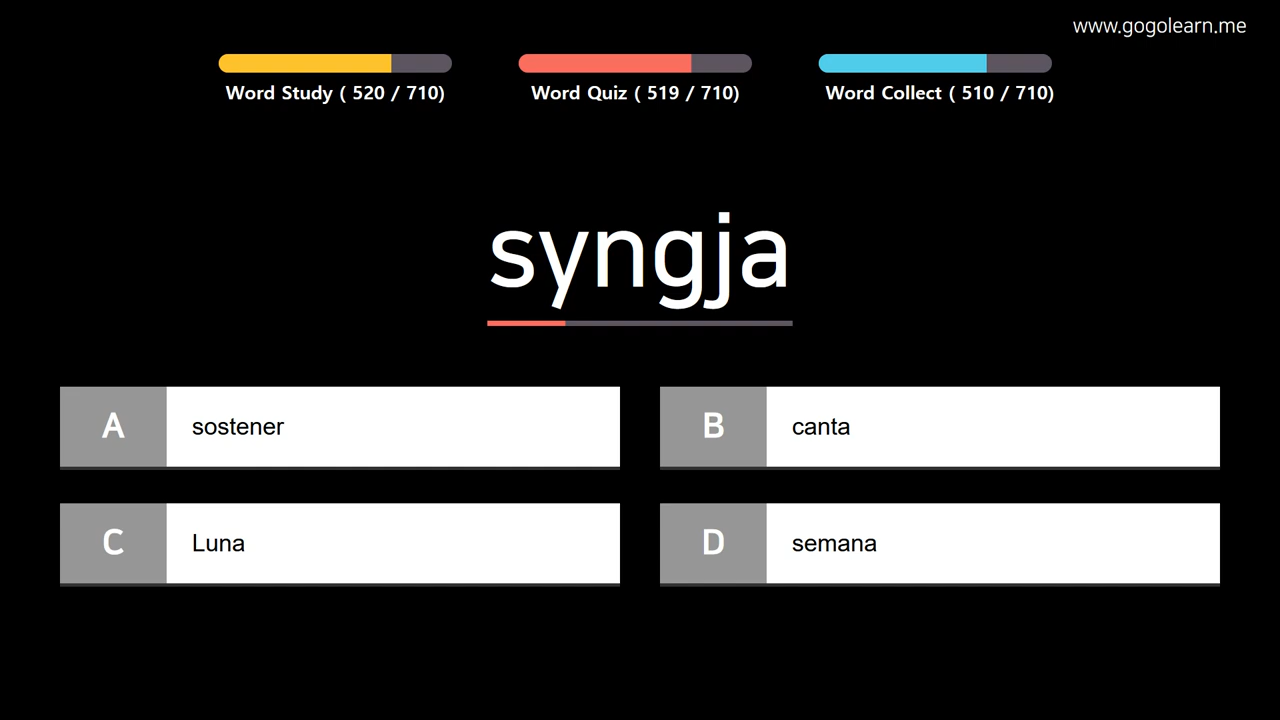 www.gogolearn.me
Word Study ( 520 / 710)
Word Quiz ( 519 / 710)
Word Collect ( 510 / 710)
syngja
A sostener
B canta
C Luna
D semana